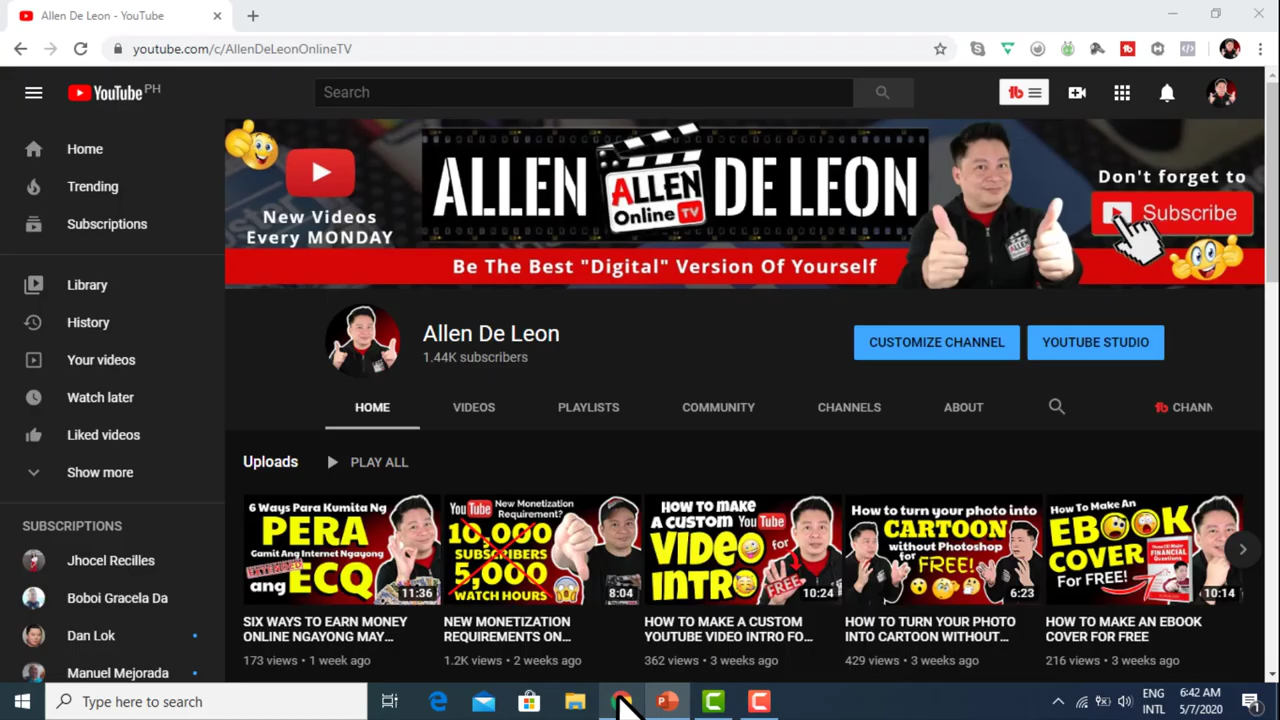 Allen De Leon - YouTube
youtube.com/c/AllenDeLeonOnlineTV
YouTube PH
Search
tb
Home
Trending
Subscriptions
Library
History
Your videos
Watch later
Liked videos
Show more
SUBSCRIPTIONS
Jhocel Recilles
Boboi Gracela Da
Dan Lok
Manuel Mejorada
New Videos
Every MONDAY
ALLEN
ALLEN
Online TV
DE LEON
Don't forget to
Subscribe
Be The Best "Digital" Version Of Yourself
Allen De Leon
1.44K subscribers
CUSTOMIZE CHANNEL
YOUTUBE STUDIO
HOME
VIDEOS
PLAYLISTS
COMMUNITY
CHANNELS
ABOUT
tb CHANN
Uploads
PLAY ALL
6 Ways Para Kumita Ng
PERA
Gamit Ang Internet Ngayong
EXTENDED
ang ECQ
11:36
SIX WAYS TO EARN MONEY
ONLINE NGAYONG MAY...
173 views • 1 week ago
YouTube New Monetization
Requirement?
10,000
SUBSCRIBERS
5,000
WATCH HOURS
8:04
NEW MONETIZATION
REQUIREMENTS ON...
1.2K views • 2 weeks ago
HOW TO MAKE
A CUSTOM YouTube
VIDEO for
INTRO FREE
10:24
HOW TO MAKE A CUSTOM
YOUTUBE VIDEO INTRO FO...
362 views • 3 weeks ago
How to turn your photo into
CARTOON
without Photoshop
for FREE!
6:23
HOW TO TURN YOUR PHOTO
INTO CARTOON WITHOUT...
429 views • 3 weeks ago
How To Make An
EBOOK
COVER
For FREE!
FINANCIAL
10:14
HOW TO MAKE AN EBOOK
COVER FOR FREE
216 views • 3 weeks ago
Type here to search
ENG
INTL
6:42 AM
5/7/2020
1